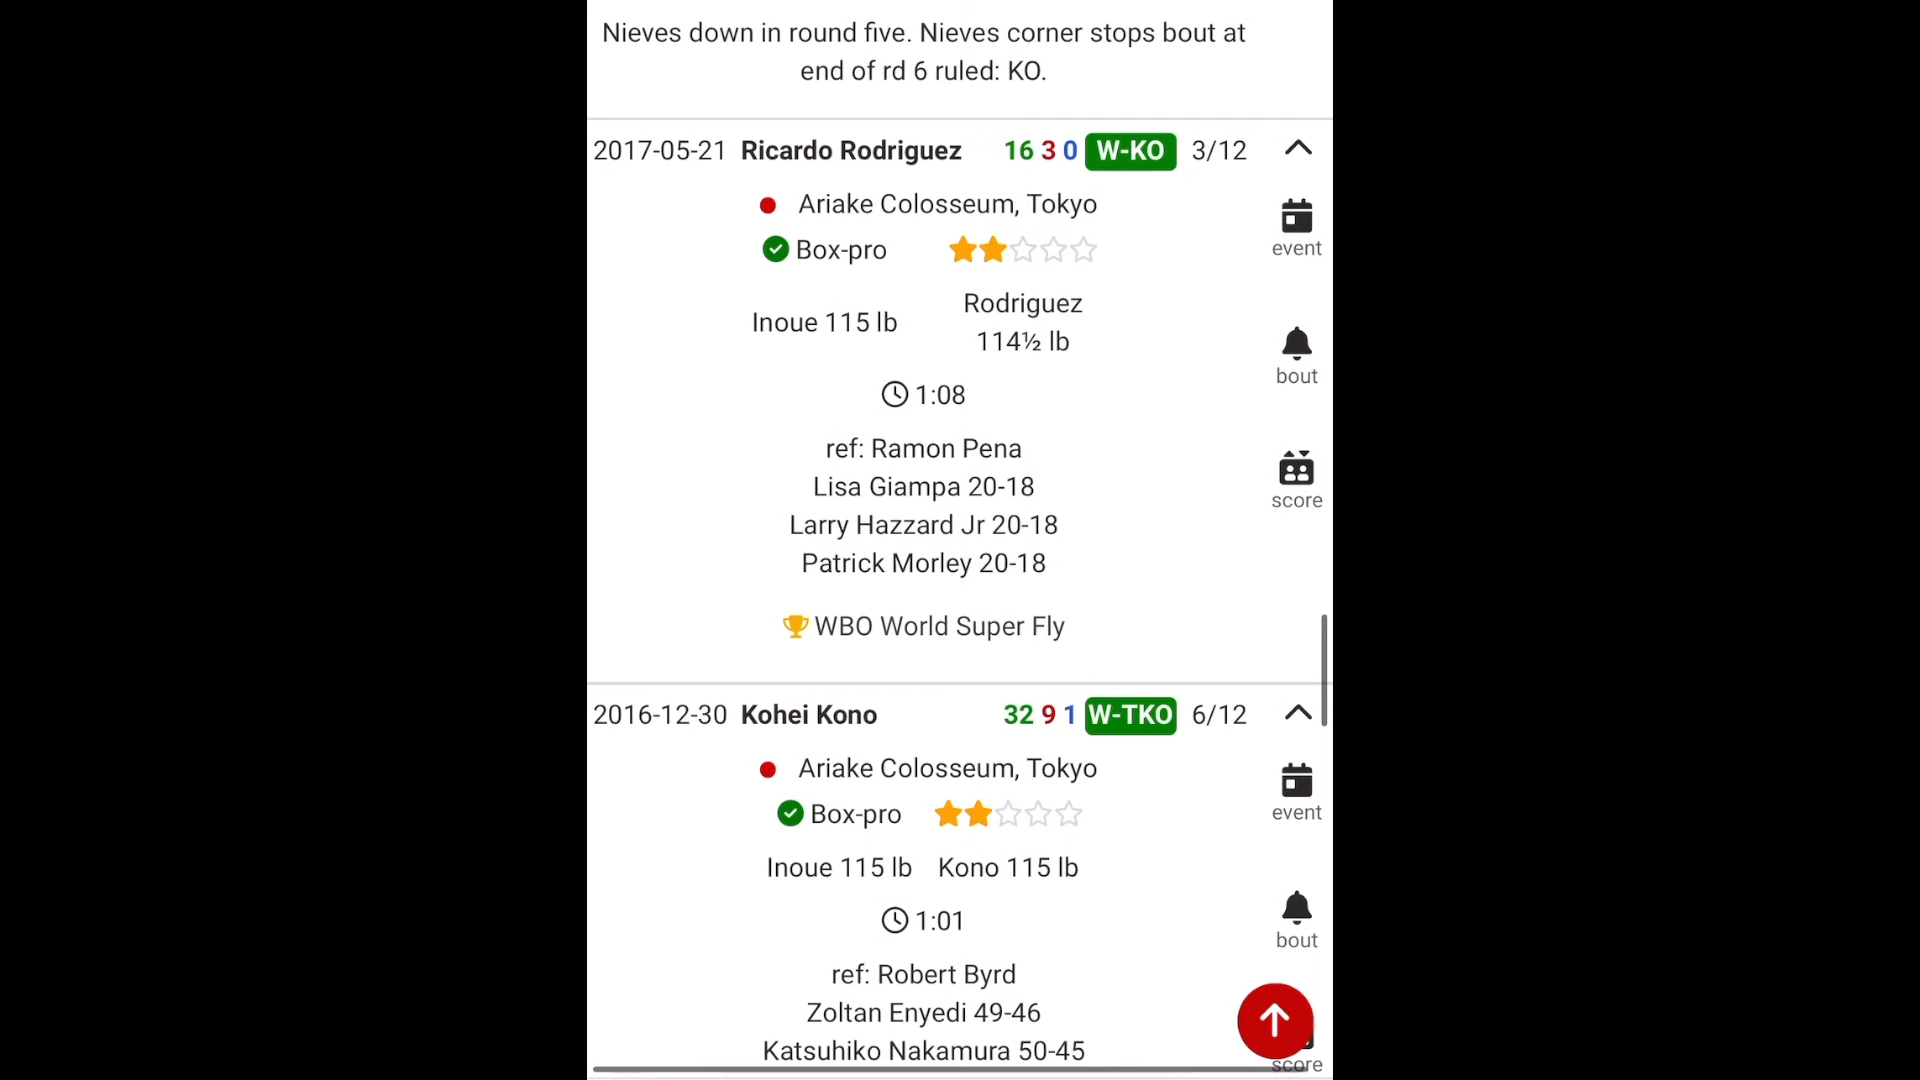 Nieves down in round five. Nieves corner stops bout at
end of rd 6 ruled: KO.
2017-05-21 Ricardo Rodriguez 16 3 0 W-KO 3/12
Ariake Colosseum, Tokyo
event
Box-pro
Inoue 115 lb
Rodriguez
114½ lb
bout
1:08
ref: Ramon Pena
Lisa Giampa 20-18
score
Larry Hazzard Jr 20-18
Patrick Morley 20-18
WBO World Super Fly
2016-12-30 Kohei Kono 32 9 1 W-TKO 6/12
Ariake Colosseum, Tokyo
event
Box-pro
Inoue 115 lb Kono 115 lb
1:01
bout
ref: Robert Byrd
Zoltan Enyedi 49-46
Katsuhiko Nakamura 50-45
score